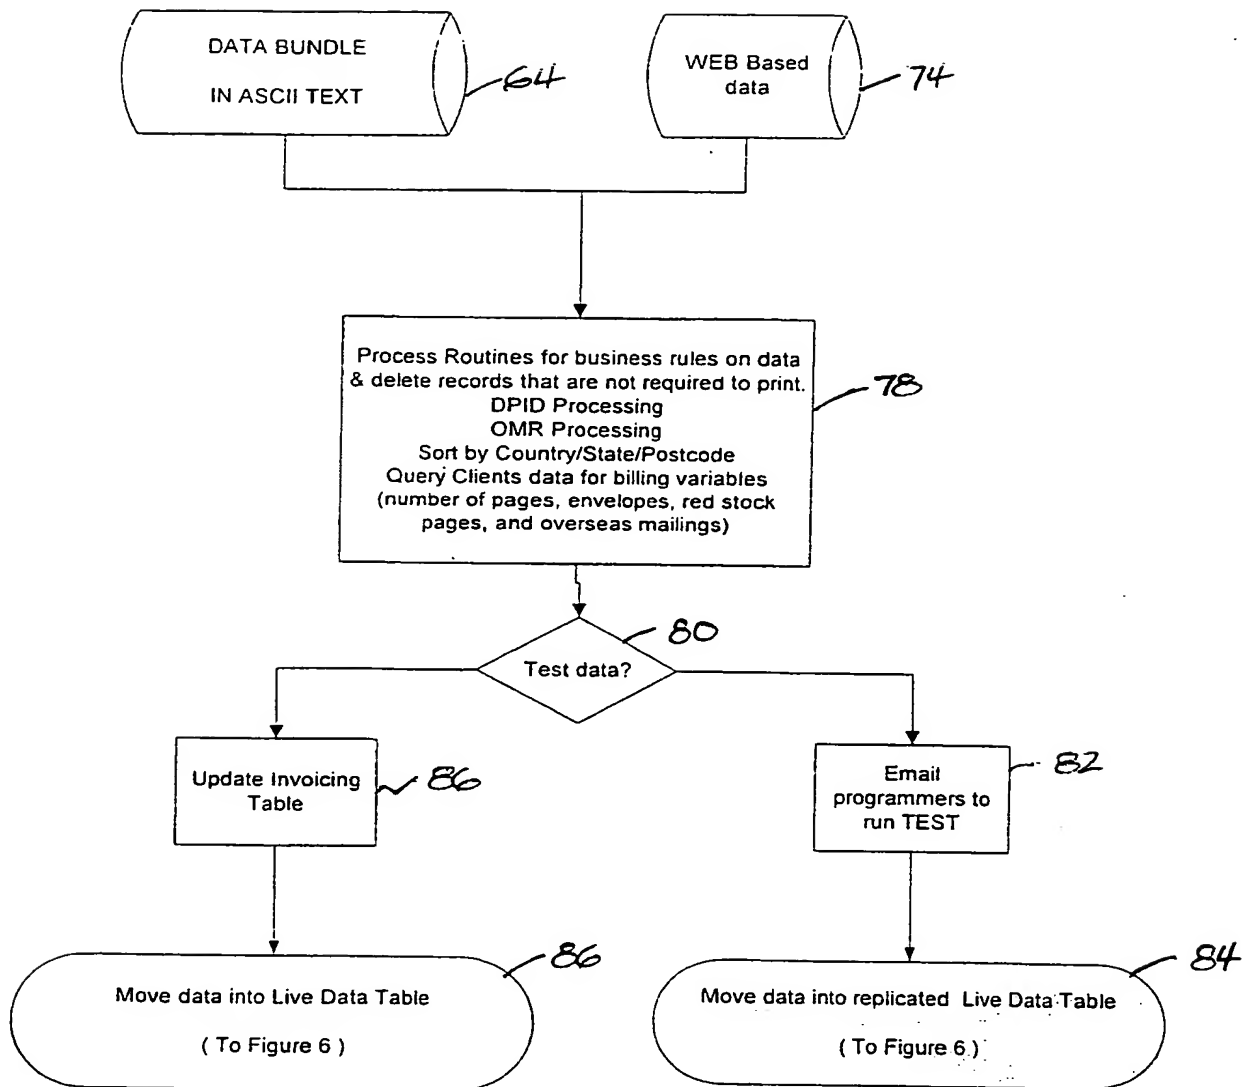 DATA BUNDLE
IN ASCII TEXT
64
WEB Based
data
74
Process Routines for business rules on data
& delete records that are not required to print.
DPID Processing
OMR Processing
Sort by Country/State/Postcode
Query Clients data for billing variables
(number of pages, envelopes, red stock
pages, and overseas mailings)
78
Test data?
80
Update Invoicing
Table
86
Email
programmers to
run TEST
82
Move data into Live Data Table
( To Figure 6 )
86
Move data into replicated Live Data Table
( To Figure 6 )
84